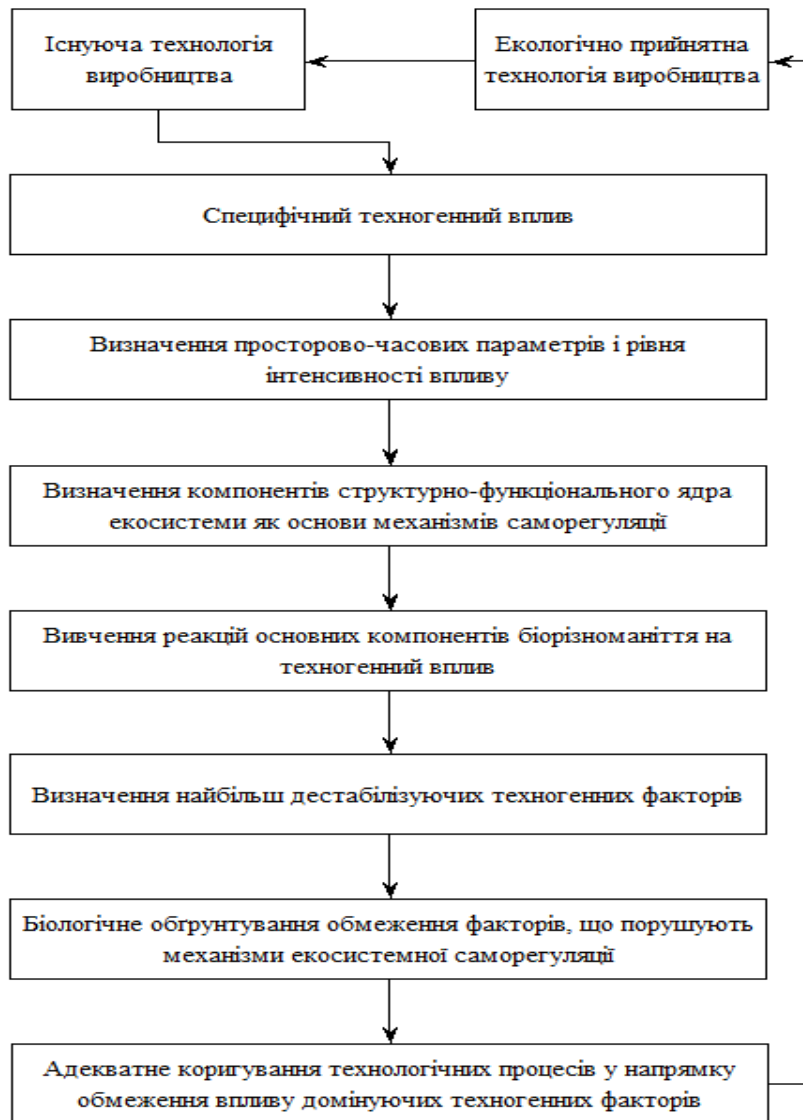 Існуюча технологія
виробництва
Екологічно прийнятна
технологія виробництва
Специфічний техногенний вплив
Визначення просторово-часових параметрів і рівня
інтенсивності впливу
Визначення компонентів структурно-функціонального ядра
екосистеми як основи механізмів саморегуляції
Вивчення реакцій основних компонентів біорізноманіття на
техногенний вплив
Визначення найбільш дестабілізуючих техногенних факторів
Біологічне обґрунтування обмеження факторів, що порушують
механізми екосистемної саморегуляції
Адекватне коригування технологічних процесів у напрямку
обмеження впливу домінуючих техногенних факторів